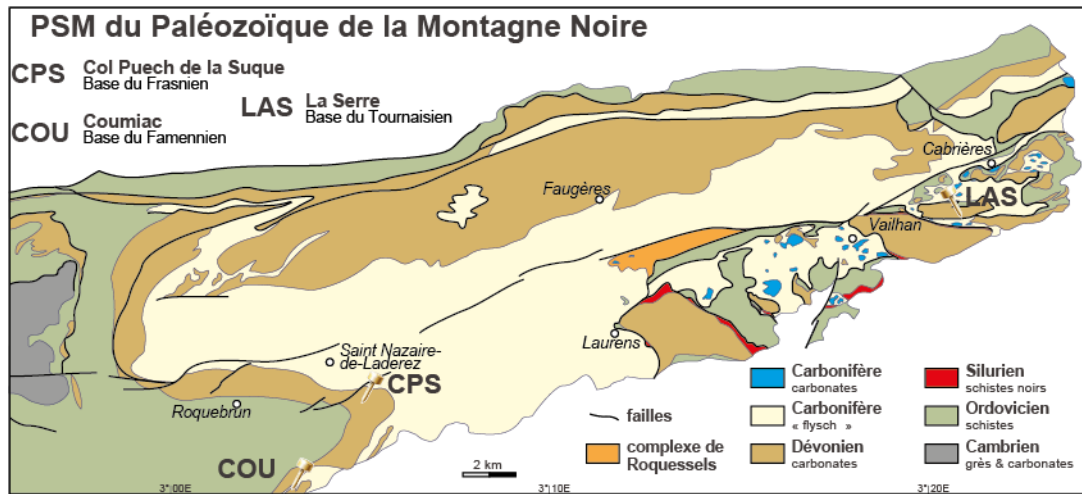 PSM du Paléozoïque de la Montagne Noire
CPS Col Puech de la Suque
Base du Frasnien
LAS La Serre
Base du Tournaisien
COU Coumiac
Base du Famennien
Cabrières
Faugères
LAS
Vailhan
Laurens
Saint Nazaire-
de-Laderez
CPS
Roquebrun
COU
failles
complexe de
Roquessels
Carbonifère
carbonates
Carbonifère
« flysch »
Dévonien
carbonates
Silurien
schistes noirs
Ordovicien
schistes
Cambrien
grès & carbonates
2 km
3°|00E
3°|10E
3°|20E